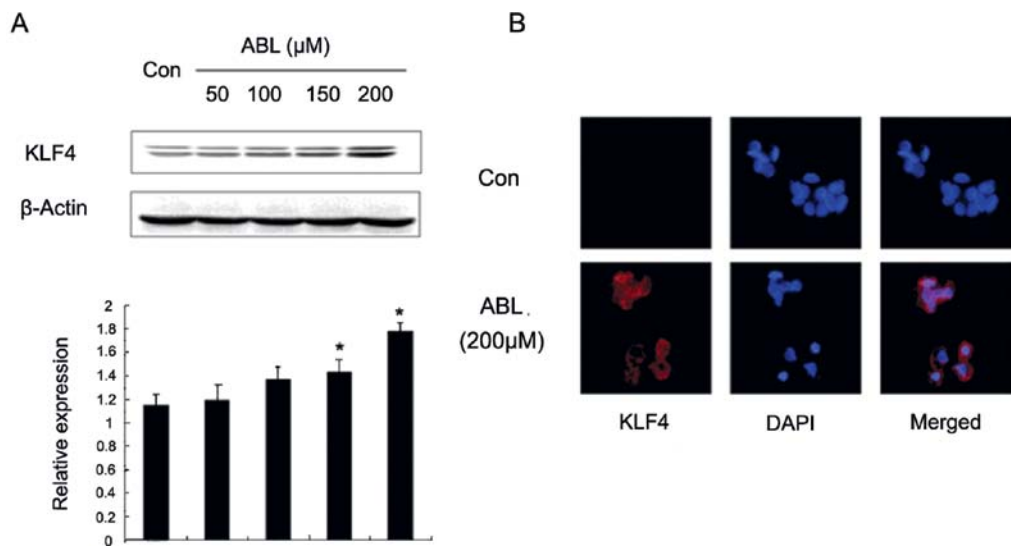 A
ABL (µM)
Con
50 100 150 200
KLF4
β-Actin
Relative expression
2
1.8
1.6
1.4
1.2
1
0.8
0.6
0.4
0.2
0
*
*
B
Con
ABL.
(200µM)
KLF4 DAPI Merged